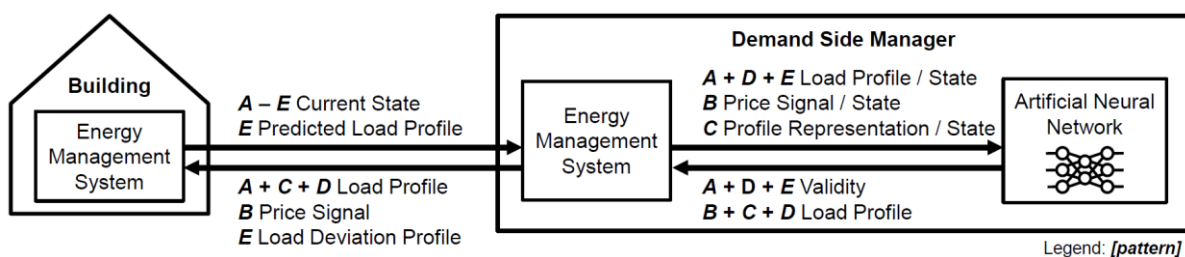 Demand Side Manager
Building
Energy
Management
System
A – E Current State
E Predicted Load Profile
A + C + D Load Profile
B Price Signal
E Load Deviation Profile
Energy
Management
System
A + D + E Load Profile / State
B Price Signal / State
C Profile Representation / State
A + D + E Validity
B + C + D Load Profile
Artificial Neural
Network
Legend: [pattern]